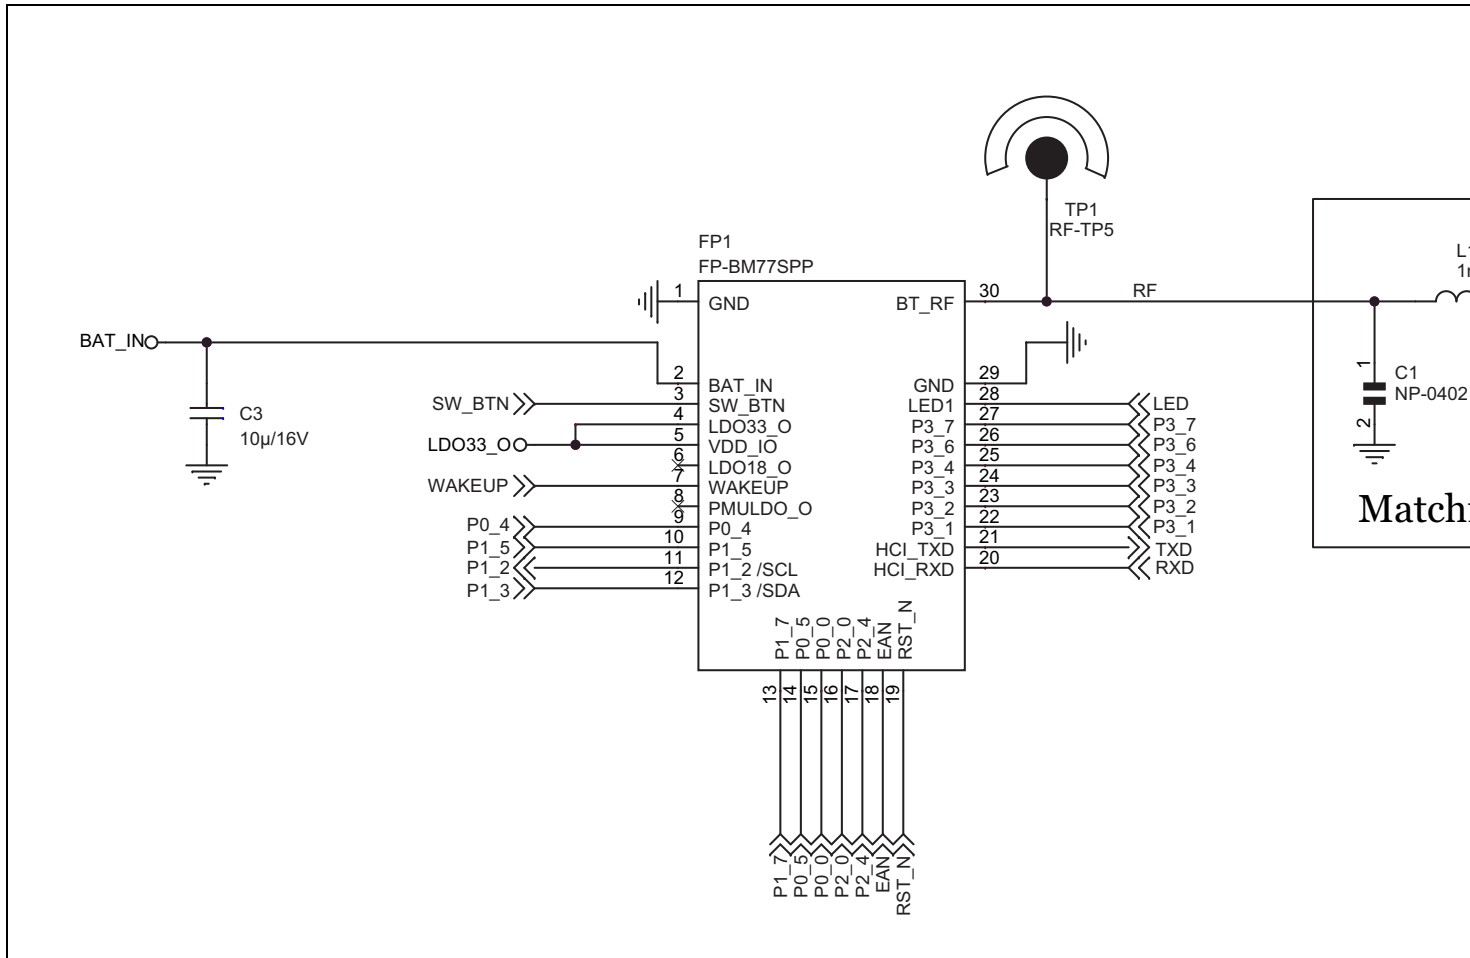 TP1
RF-TP5
FP1
FP-BM77SPP
1
GND
BT_RF
30
RF
BAT_IN
2
BAT_IN
3
SW_BTN
SW_BTN
4
LDO33_O
LDO33_O
5
VDD_IO
6
LDO18_O
WAKEUP
7
WAKEUP
8
PMULDO_O
P0_4
9
P0_4
P1_5
10
P1_5
P1_2
11
P1_2 /SCL
P1_3
12
P1_3 /SDA
C3
10µ/16V
GND
29
LED1
28
LED
P3_7
27
P3_7
P3_6
26
P3_6
P3_4
25
P3_4
P3_3
24
P3_3
P3_2
23
P3_2
P3_1
22
P3_1
HCI_TXD
21
TXD
HCI_RXD
20
RXD
P1_7
P0_5
P0_0
P2_0
P2_4
EAN
RST_N
13
14
15
16
17
18
19
P1_7
P0_5
P0_0
P2_0
P2_4
EAN
RST_N
1
2
C1
NP-0402